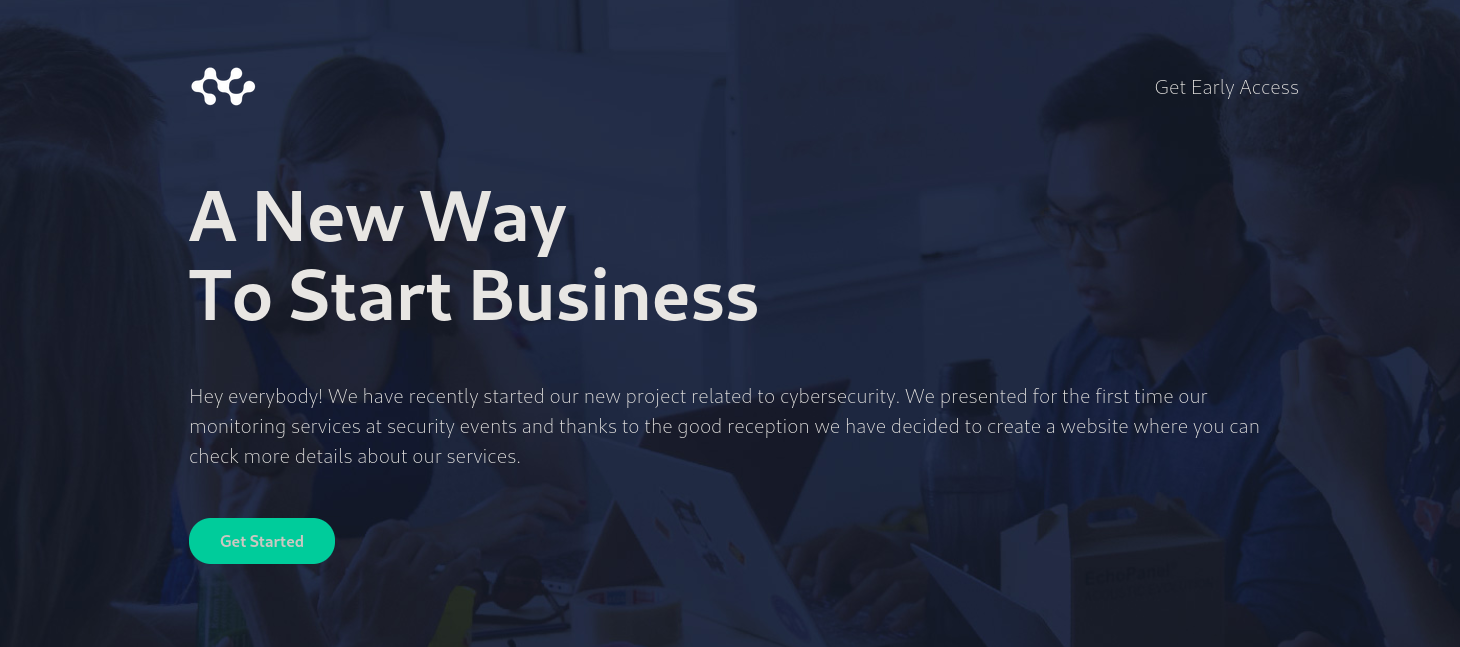 Get Early Access
A New Way
To Start Business
Hey everybody! We have recently started our new project related to cybersecurity. We presented for the first time our
monitoring services at security events and thanks to the good reception we have decided to create a website where you can
check more details about our services.
Get Started